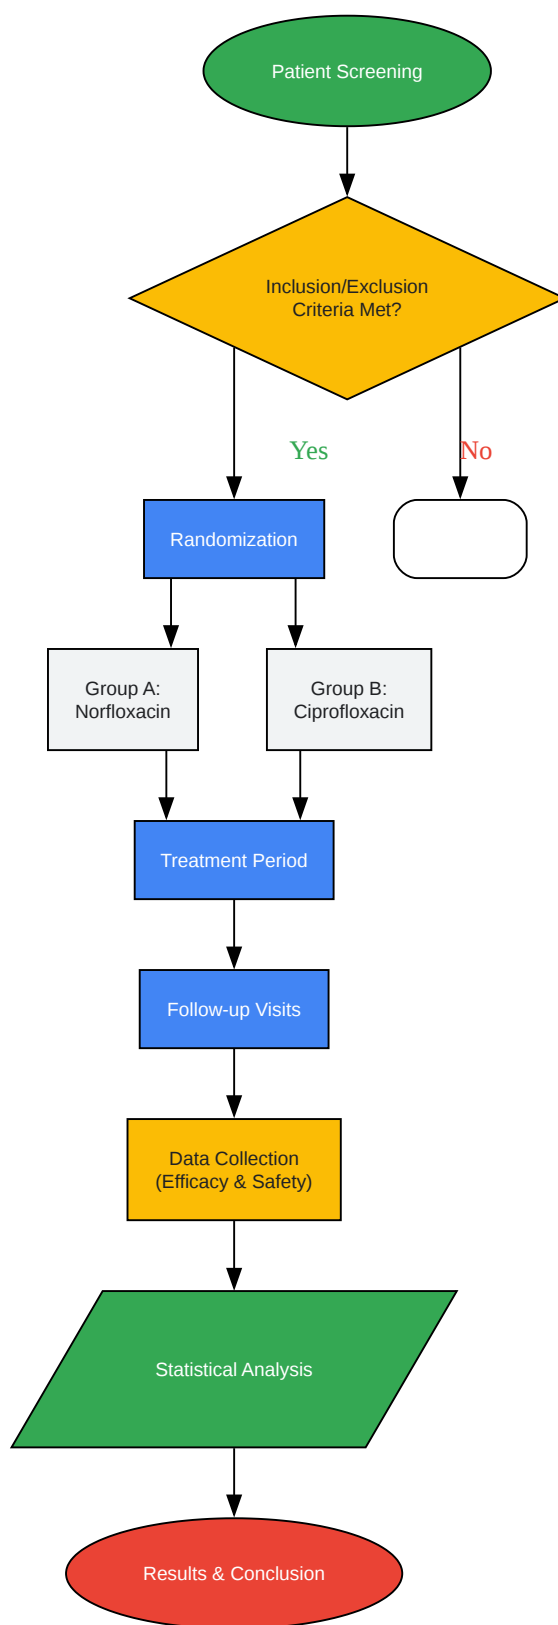 Patient Screening
Inclusion/Exclusion
Criteria Met?
Yes
No
Randomization
Group A:
Norfloxacin
Group B:
Ciprofloxacin
Treatment Period
Follow-up Visits
Data Collection
(Efficacy & Safety)
Statistical Analysis
Results & Conclusion